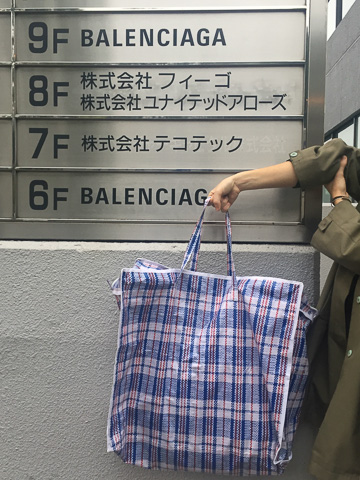 9F BALENCIAGA
8F 株式会社 フィーゴ
株式会社 ユナイテッドアローズ
7F 株式会社 テコテック
6F BALENCIAG